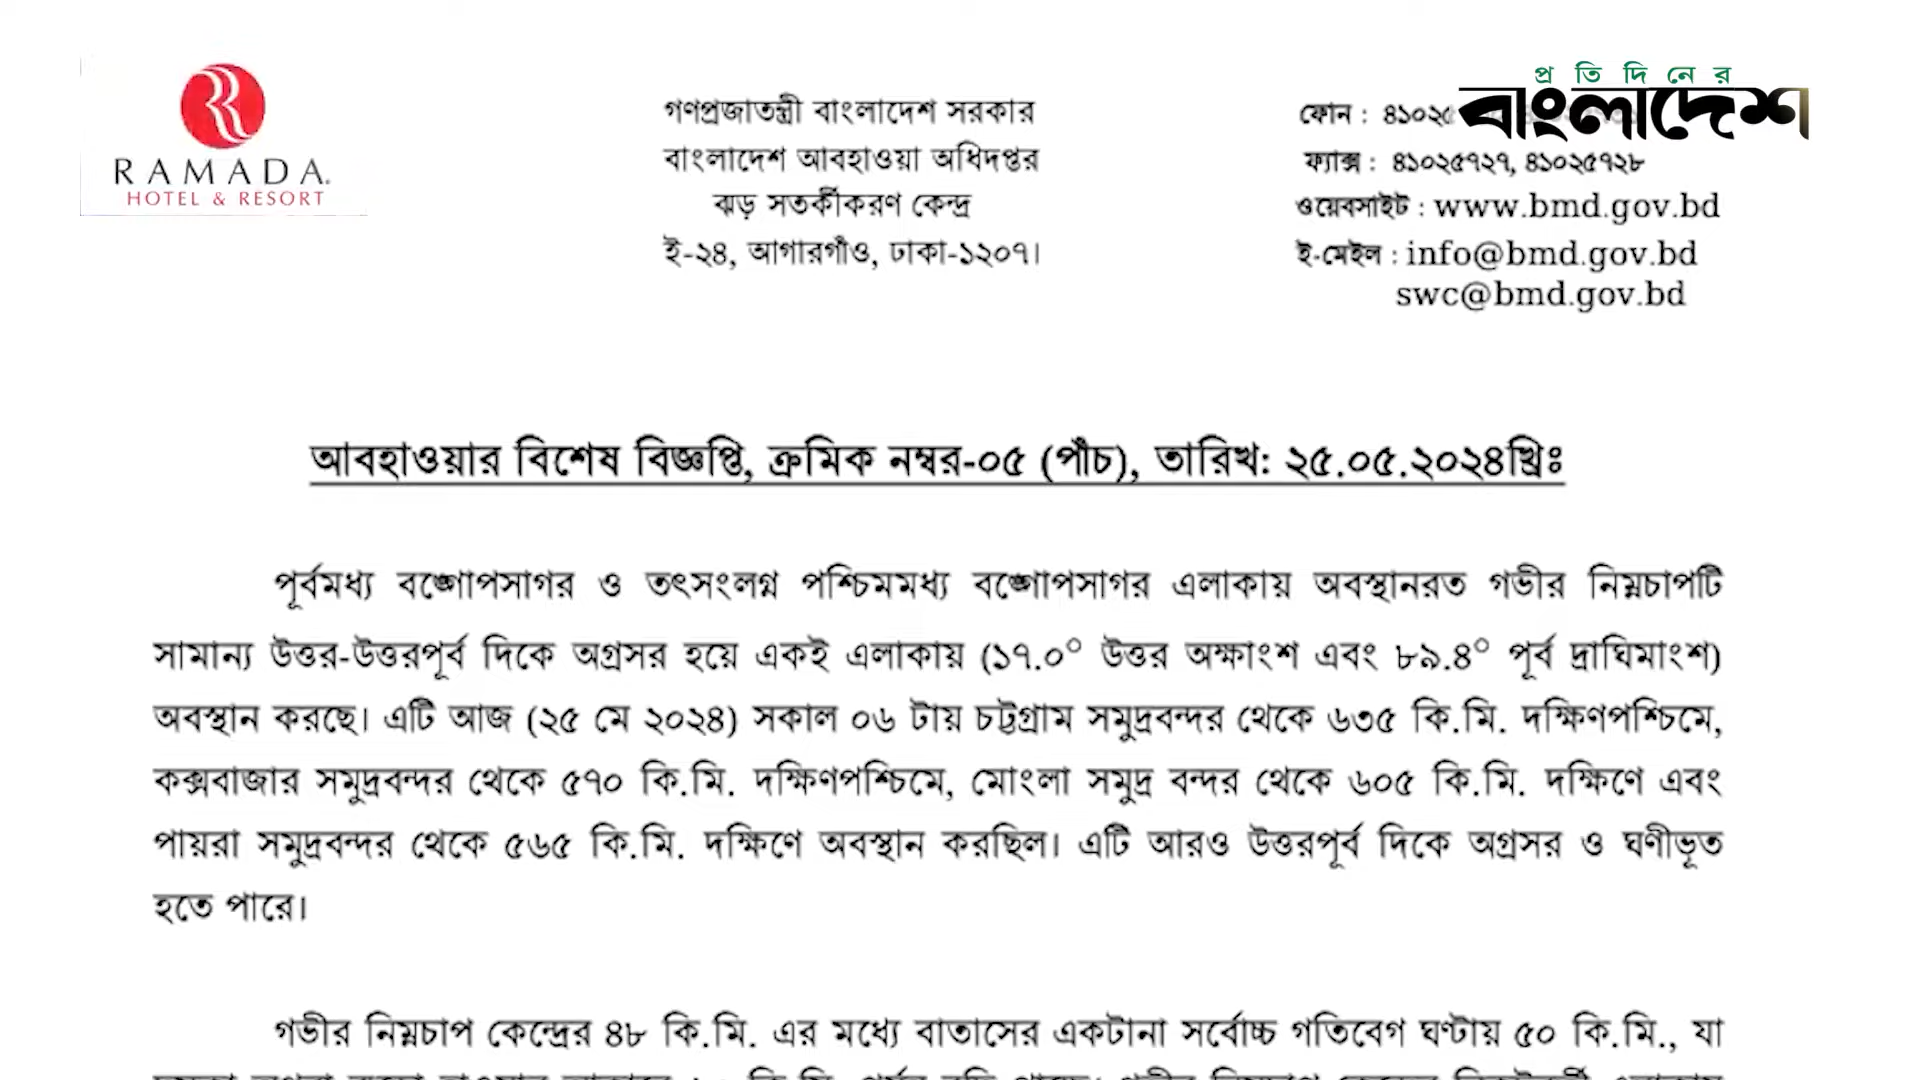 RAMADA
HOTEL & RESORT
গণপ্রজাতন্ত্রী বাংলাদেশ সরকার
বাংলাদেশ আবহাওয়া অধিদপ্তর
ঝড় সতর্কীকরণ কেন্দ্র
ই-২৪, আগারগাঁও, ঢাকা-১২০৭।
প্রতিদিনের
বাংলাদেশ
ফোন : ৪১০২৫
ফ্যাক্স : ৪১০২৫৭২৭, ৪১০২৫৭২৮
ওয়েবসাইট : www.bmd.gov.bd
ই-মেইল : info@bmd.gov.bd
swc@bmd.gov.bd
আবহাওয়ার বিশেষ বিজ্ঞপ্তি, ক্রমিক নম্বর-০৫ (পাঁচ), তারিখ: ২৫.০৫.২০২৪খ্রিঃ
পূর্বমধ্য বঙ্গোপসাগর ও তৎসংলগ্ন পশ্চিমমধ্য বঙ্গোপসাগর এলাকায় অবস্থানরত গভীর নিম্নচাপটি
সামান্য উত্তর-উত্তরপূর্ব দিকে অগ্রসর হয়ে একই এলাকায় (১৭.০° উত্তর অক্ষাংশ এবং ৮৯.৪° পূর্ব দ্রাঘিমাংশ)
অবস্থান করছে। এটি আজ (২৫ মে ২০২৪) সকাল ০৬ টায় চট্টগ্রাম সমুদ্রবন্দর থেকে ৬৩৫ কি.মি. দক্ষিণপশ্চিমে,
কক্সবাজার সমুদ্রবন্দর থেকে ৫৭০ কি.মি. দক্ষিণপশ্চিমে, মোংলা সমুদ্র বন্দর থেকে ৬০৫ কি.মি. দক্ষিণে এবং
পায়রা সমুদ্রবন্দর থেকে ৫৬৫ কি.মি. দক্ষিণে অবস্থান করছিল। এটি আরও উত্তরপূর্ব দিকে অগ্রসর ও ঘণীভূত
হতে পারে।
গভীর নিম্নচাপ কেন্দ্রের ৪৮ কি.মি. এর মধ্যে বাতাসের একটানা সর্বোচ্চ গতিবেগ ঘণ্টায় ৫০ কি.মি., যা